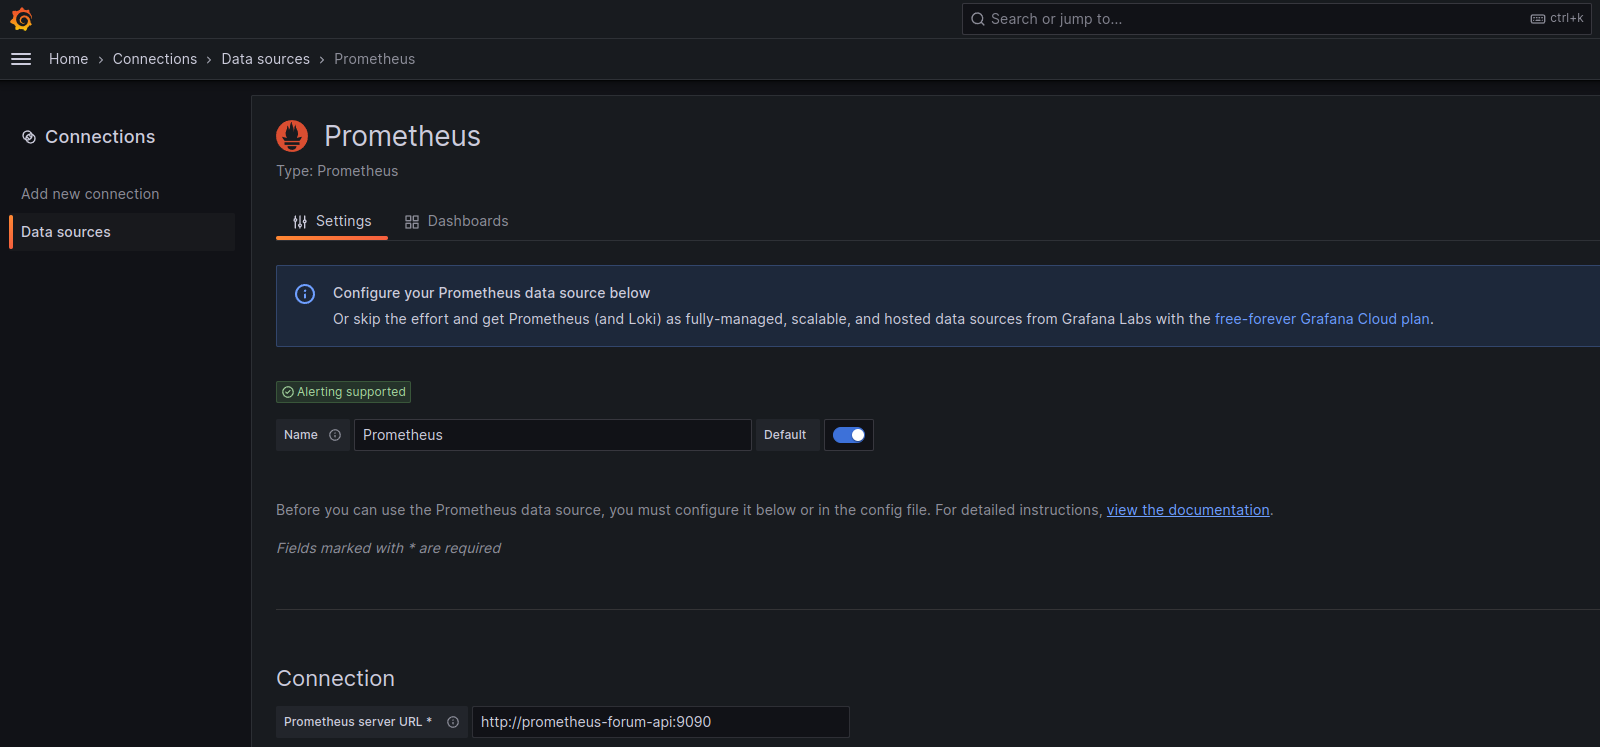 Search or jump to... ctrl+k
Home › Connections › Data sources › Prometheus
Connections
Add new connection
Data sources
Prometheus
Type: Prometheus
Settings Dashboards
Configure your Prometheus data source below
Or skip the effort and get Prometheus (and Loki) as fully-managed, scalable, and hosted data sources from Grafana Labs with the free-forever Grafana Cloud plan.
Alerting supported
Name Prometheus Default
Before you can use the Prometheus data source, you must configure it below or in the config file. For detailed instructions, view the documentation.
Fields marked with * are required
Connection
Prometheus server URL * http://prometheus-forum-api:9090